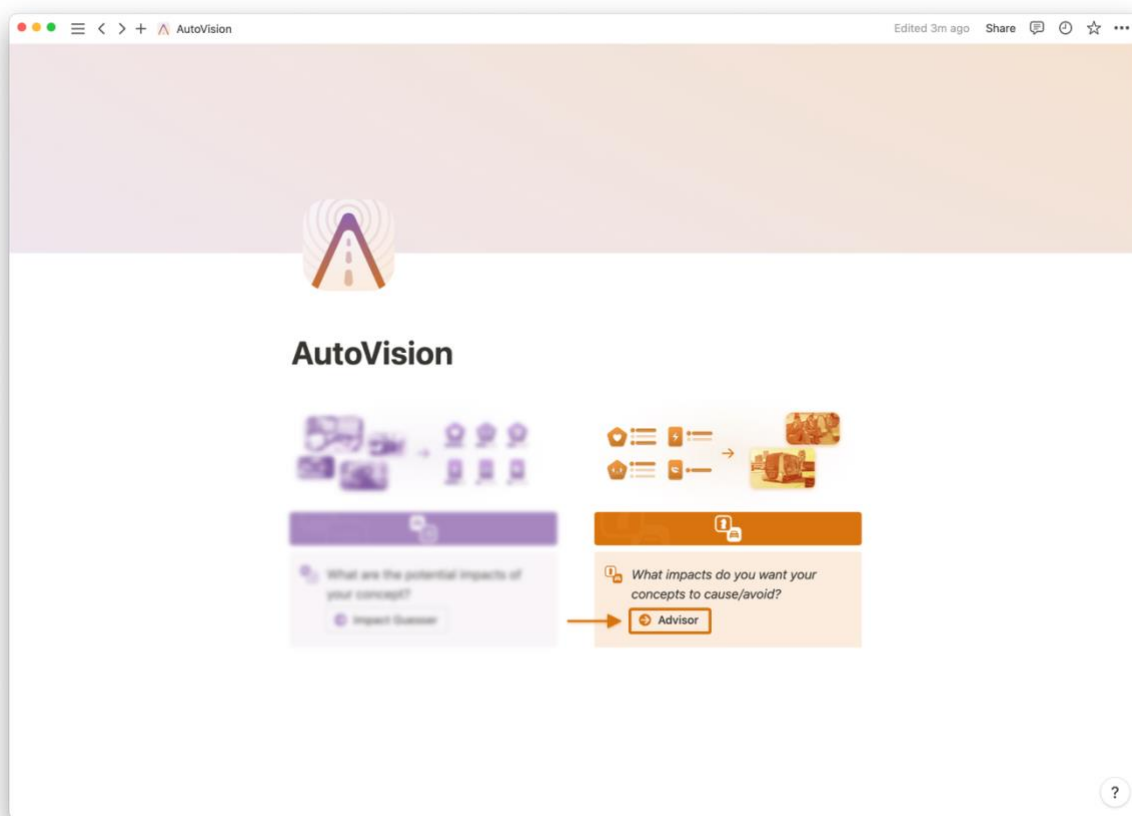 AutoVision
Edited 3m ago
Share
AutoVision
What are the potential impacts of
your concept?
Impact Guesser
What impacts do you want your
concepts to cause/avoid?
Advisor
?